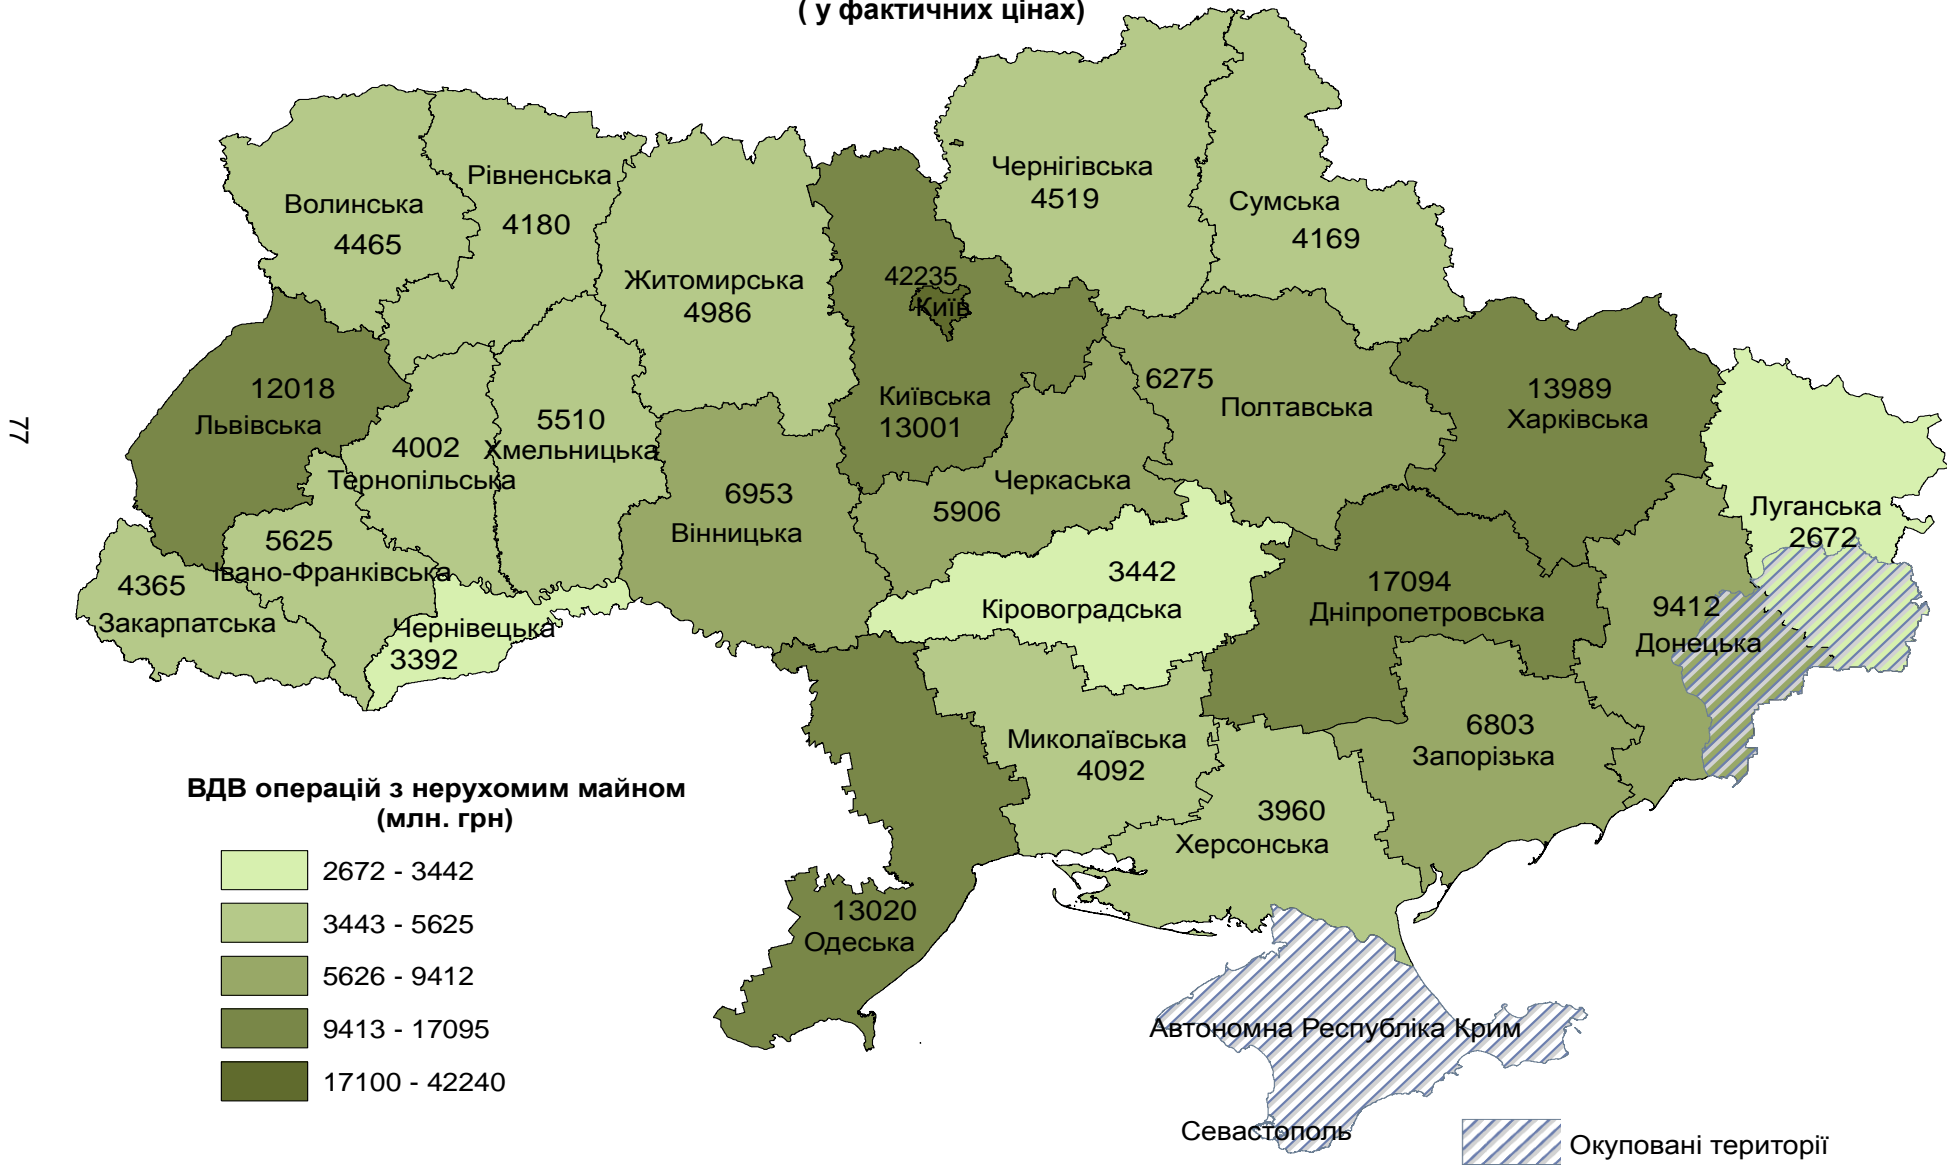 ( у фактичних цінах)
Волинська
4465
Рівненська
4180
Житомирська
4986
42235
Київ
Чернігівська
4519
Сумська
4169
12018
Львівська
4002
Тернопільська
5510
Хмельницька
6953
Вінницька
Київська
13001
Черкаська
5906
6275
Полтавська
13989
Харківська
Луганська
2672
4365
Закарпатська
5625
Івано-Франківська
Чернівецька
3392
3442
Кіровоградська
17094
Дніпропетровська
9412
Донецька
Миколаївська
4092
6803
Запорізька
3960
Херсонська
13020
Одеська
Автономна Республіка Крим
Севастополь
77
ВДВ операцій з нерухомим майном
(млн. грн)
2672 - 3442
3443 - 5625
5626 - 9412
9413 - 17095
17100 - 42240
Окуповані території